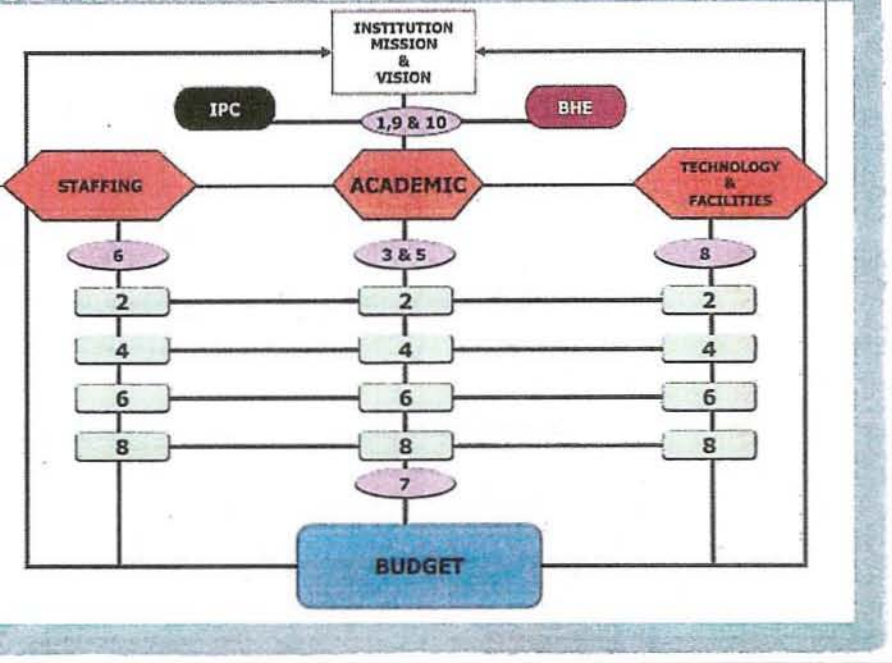 INSTITUTION
MISSION
&
VISION
IPC
1,9 & 10
BHE
STAFFING
ACADEMIC
TECHNOLOGY
&
FACILITIES
6
3 & 5
8
2
2
2
4
4
4
6
6
6
8
8
8
7
BUDGET